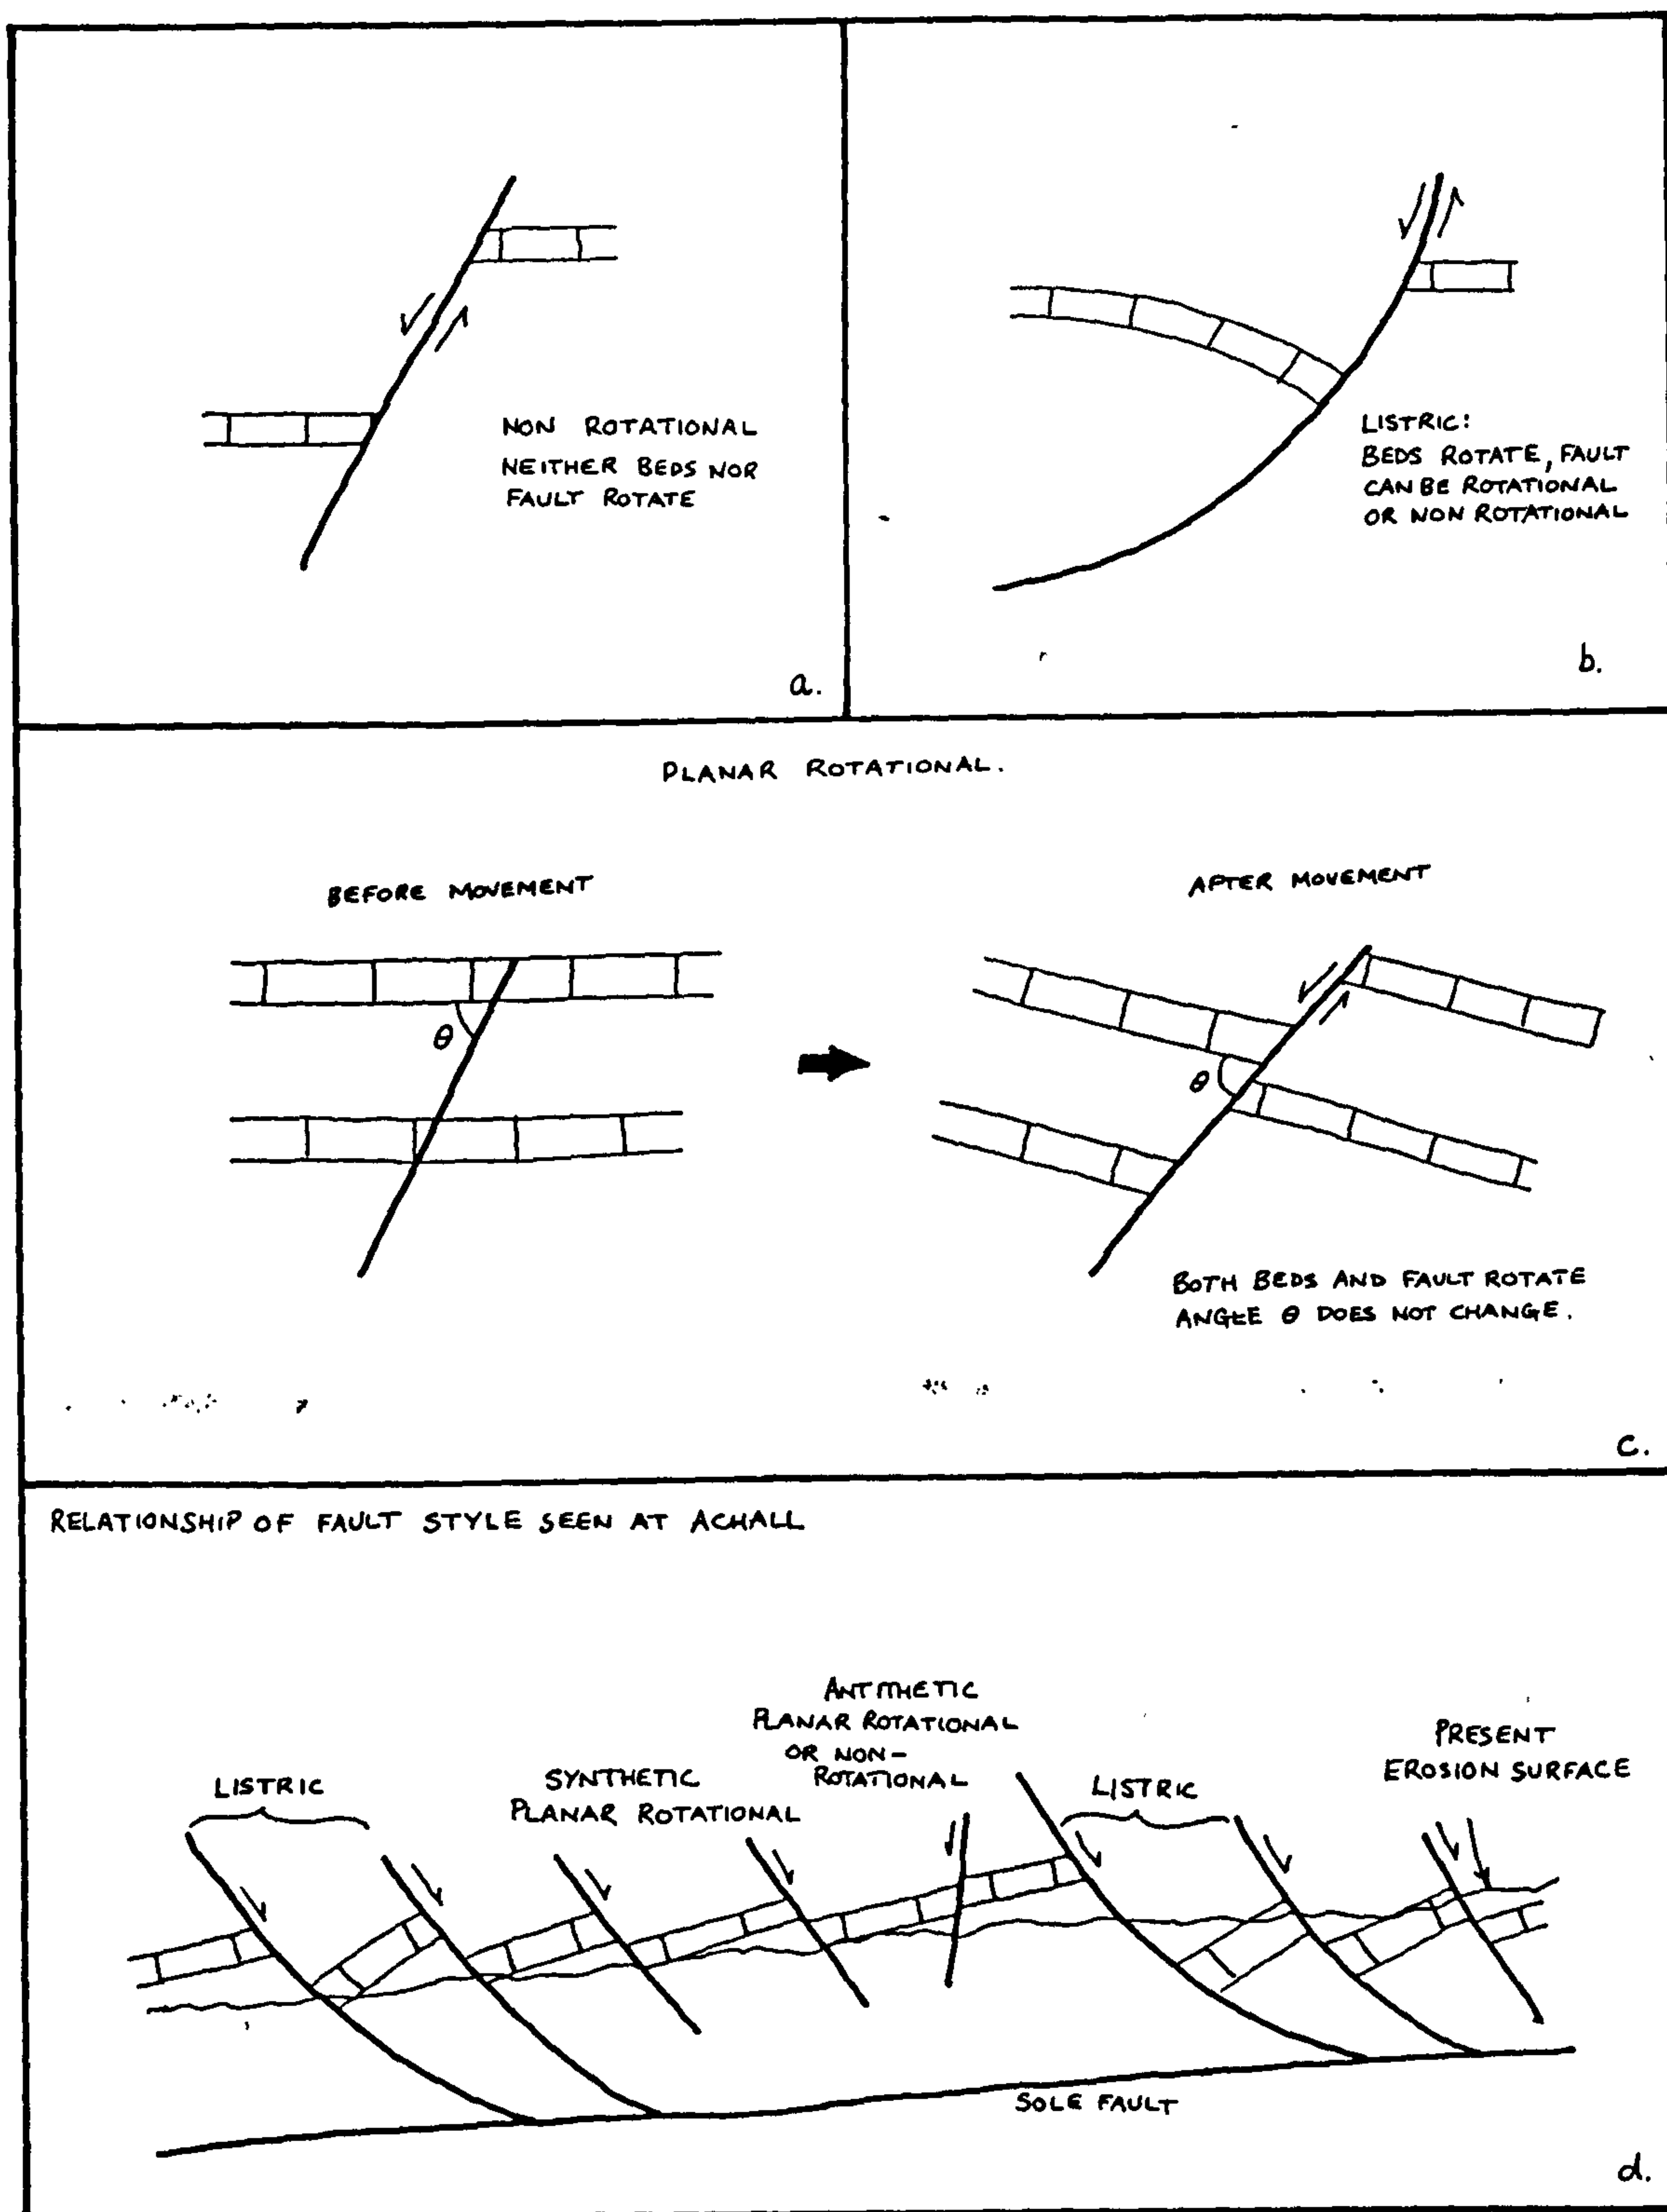 NON ROTATIONAL
NEITHER BEDS NOR
FAULT ROTATE
a.
LISTRIC:
BEDS ROTATE, FAULT
CAN BE ROTATIONAL
OR NON ROTATIONAL
b.
PLANAR ROTATIONAL.
BEFORE MOVEMENT
θ
AFTER MOVEMENT
θ
BOTH BEDS AND FAULT ROTATE
ANGLE θ DOES NOT CHANGE.
c.
RELATIONSHIP OF FAULT STYLE SEEN AT ACHALL
LISTRIC
SYNTHETIC
PLANAR ROTATIONAL
ANTITHETIC
PLANAR ROTATIONAL
OR NON-
ROTATIONAL
LISTRIC
PRESENT
EROSION SURFACE
SOLE FAULT
d.